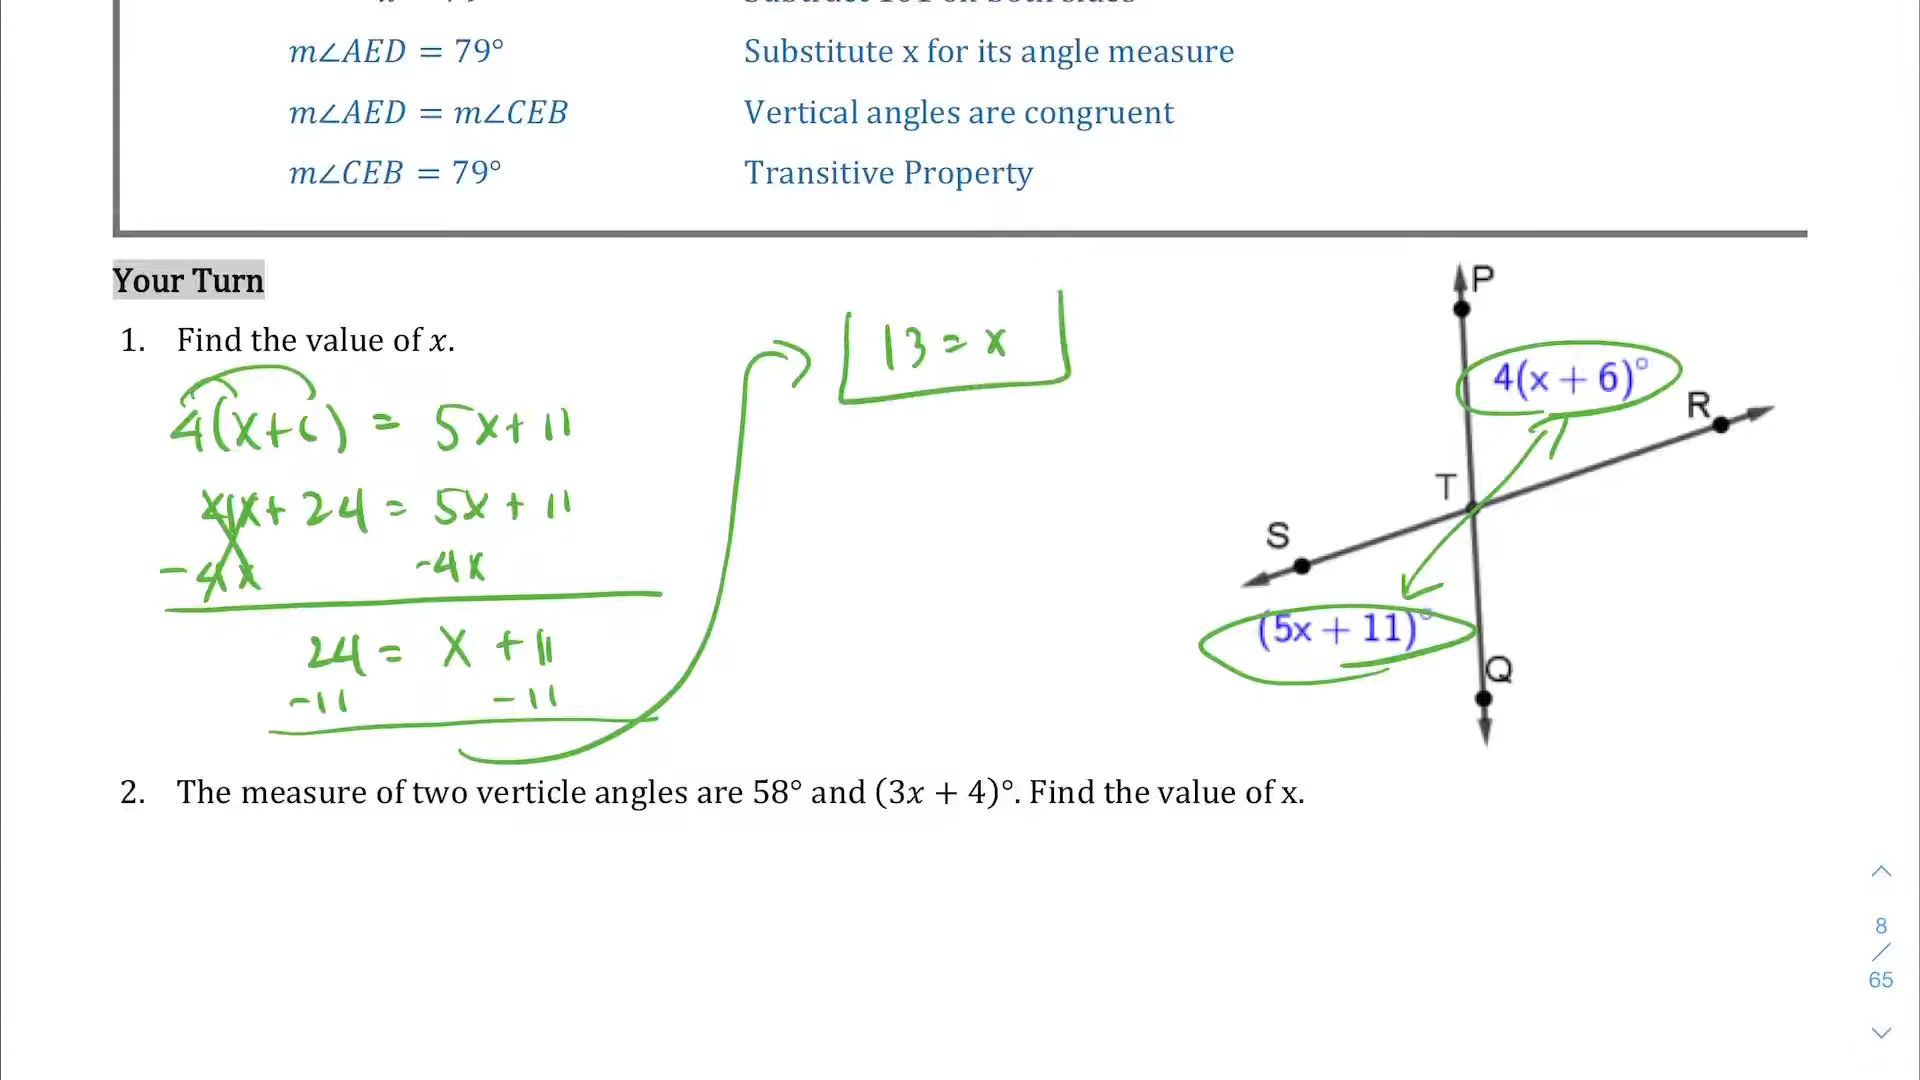 m∠AED = 79° Substitute x for its angle measure
m∠AED = m∠CEB Vertical angles are congruent
m∠CEB = 79° Transitive Property
Your Turn
1. Find the value of x.
13 = x
4(x+6) = 5x+11
4x+24 = 5x+11
-4x -4x
24 = x+11
-11 -11
P
4(x + 6)°
R
T
S
(5x + 11)°
Q
2. The measure of two verticle angles are 58° and (3x + 4)°. Find the value of x.
8
/
65